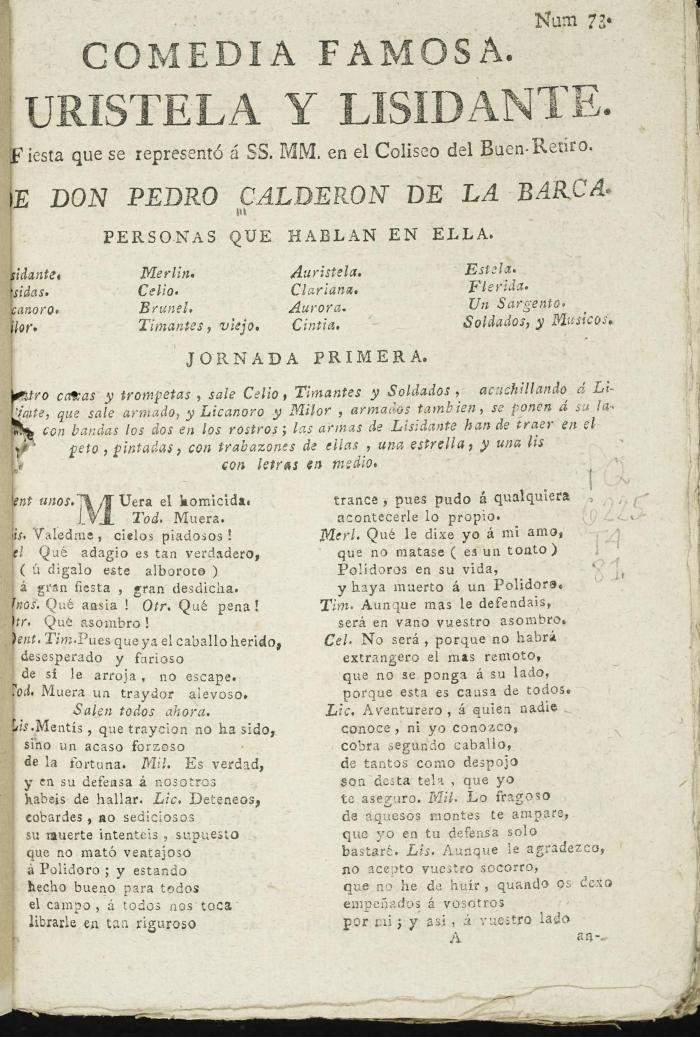 Num 73.
COMEDIA FAMOSA.
URISTELA Y LISIDANTE.
Fiesta que se representó á SS. MM. en el Coliseo del Buen-Retiro.
DE DON PEDRO CALDERON DE LA BARCA.
PERSONAS QUE HABLAN EN ELLA.
sidante. Merlin. Auristela. Estela.
sidas. Celio. Clariana. Flerida.
canoro. Brunel. Aurora. Un Sargento.
ilor. Timantes, viejo. Cintia. Soldados, y Musicos.
JORNADA PRIMERA.
ntro caxas y trompetas, sale Celio, Timantes y Soldados, acuchillando á Li-
dante, que sale armado, y Licanoro y Milor, armados tambien, se ponen á su la-
con bandas los dos en los rostros; las armas de Lisidante han de traer en el
peto, pintadas, con trabazones de ellas, una estrella, y una lis
con letras en medio.
Dent unos. MUera el homicida.
Tod. Muera.
Lis. Valedme, cielos piadosos!
el Qué adagio es tan verdadero,
(ú digalo este alboroto)
á gran fiesta, gran desdicha.
Unos. Qué ansia! Otr. Qué pena!
Otr. Qué asombro!
Dent. Tim. Pues que ya el caballo herido,
desesperado y furioso
de sí le arroja, no escape.
Tod. Muera un traydor alevoso.
Salen todos ahora.
Lis. Mentís, que traycion no ha sido,
sino un acaso forzoso
de la fortuna. Mil. Es verdad,
y en su defensa á nosotros
habeis de hallar. Lic. Deteneos,
cobardes, no sediciosos
su muerte intenteis, supuesto
que no mató ventajoso
á Polidoro; y estando
hecho bueno para todos
el campo, á todos nos toca
librarle en tan riguroso
trance, pues pudo á qualquiera
acontecerle lo propio.
Merl. Qué le dixe yo á mi amo,
que no matase (es un tonto)
Polidoros en su vida,
y haya muerto á un Polidoro.
Tim. Aunque mas le defendais,
será en vano vuestro asombro.
Cel. No será, porque no habrá
extrangero el mas remoto,
que no se ponga á su lado,
porque esta es causa de todos.
Lic. Aventurero, á quien nadie
conoce, ni yo conozco,
cobra segundo caballo,
de tantos como despojo
son desta tela, que yo
te aseguro. Mil. Lo fragoso
de aquesos montes te ampare,
que yo en tu defensa solo
bastaré. Lis. Aunque le agradezco,
no acepto vuestro socorro,
que no he de huír, quando os dexo
empeñados á vosotros
por mi; y asi, á vuestro lado
A an-
PQ
6225
T4
81.